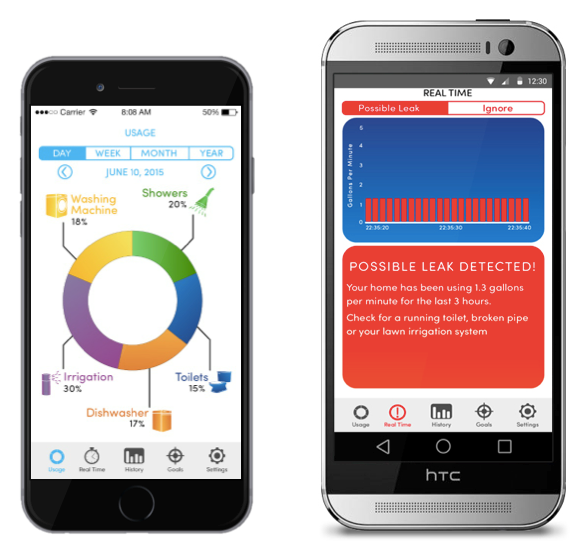 Carrier
8:08 AM
50%
USAGE
DAY WEEK MONTH YEAR
JUNE 10, 2015
Washing
Machine
18%
Showers
20%
Irrigation
30%
Toilets
15%
Dishwasher
17%
Usage Real Time History Goals Settings
12:30
REAL TIME
Possible Leak Ignore
Gallons Per Minute
5
4
3
2
1
0
22:35:20 22:35:30 22:35:40
POSSIBLE LEAK DETECTED!
Your home has been using 1.3 gallons
per minute for the last 3 hours.
Check for a running toilet, broken pipe
or your lawn irrigation system
Usage Real Time History Goals Settings
hTC